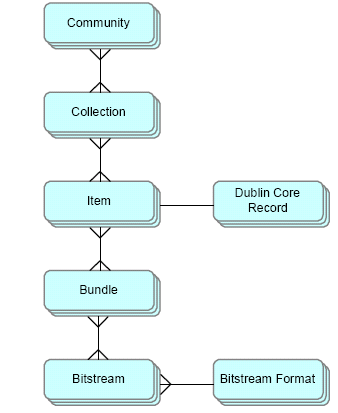 Community
Collection
Item
Dublin Core
Record
Bundle
Bitstream
Bitstream Format